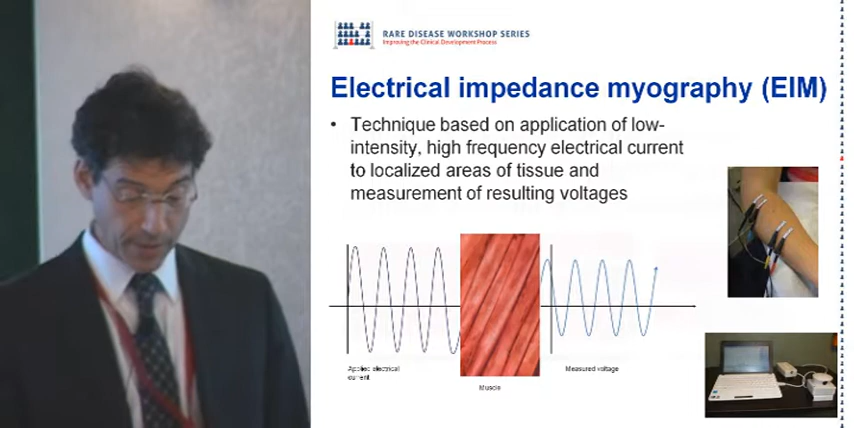 RARE DISEASE WORKSHOP SERIES
Improving the Clinical Development Process
Electrical impedance myography (EIM)
• Technique based on application of low-
intensity, high frequency electrical current
to localized areas of tissue and
measurement of resulting voltages
Applied electrical
current
Measured voltage
Muscle